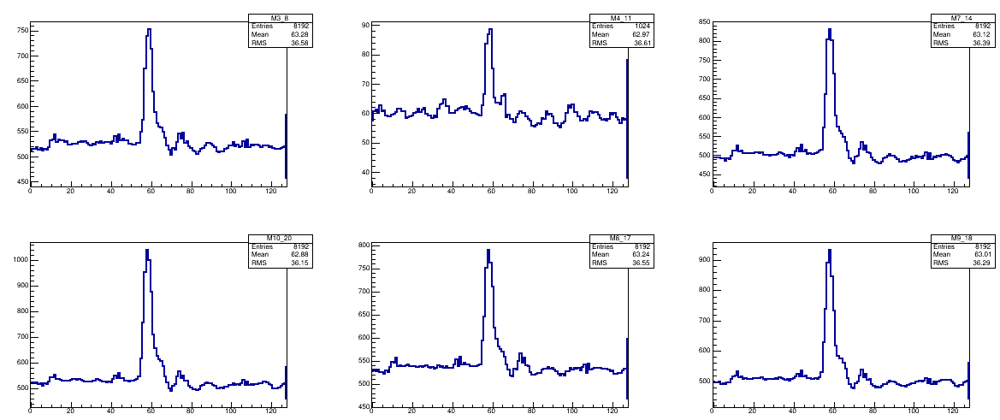 M3_8
Entries 8192
Mean 63.28
RMS 36.58
750
700
650
600
550
500
450
0 20 40 60 80 100 120
M4_11
Entries 1024
Mean 62.97
RMS 36.61
90
80
70
60
50
40
0 20 40 60 80 100 120
M7_14
Entries 8192
Mean 63.12
RMS 36.39
850
800
750
700
650
600
550
500
450
0 20 40 60 80 100 120
M10_20
Entries 8192
Mean 62.88
RMS 36.15
1000
900
800
700
600
500
0 20 40 60 80 100 120
M6_17
Entries 8192
Mean 63.24
RMS 36.55
800
750
700
650
600
550
500
450
0 20 40 60 80 100 120
M9_18
Entries 8192
Mean 63.01
RMS 36.29
900
800
700
600
500
0 20 40 60 80 100 120